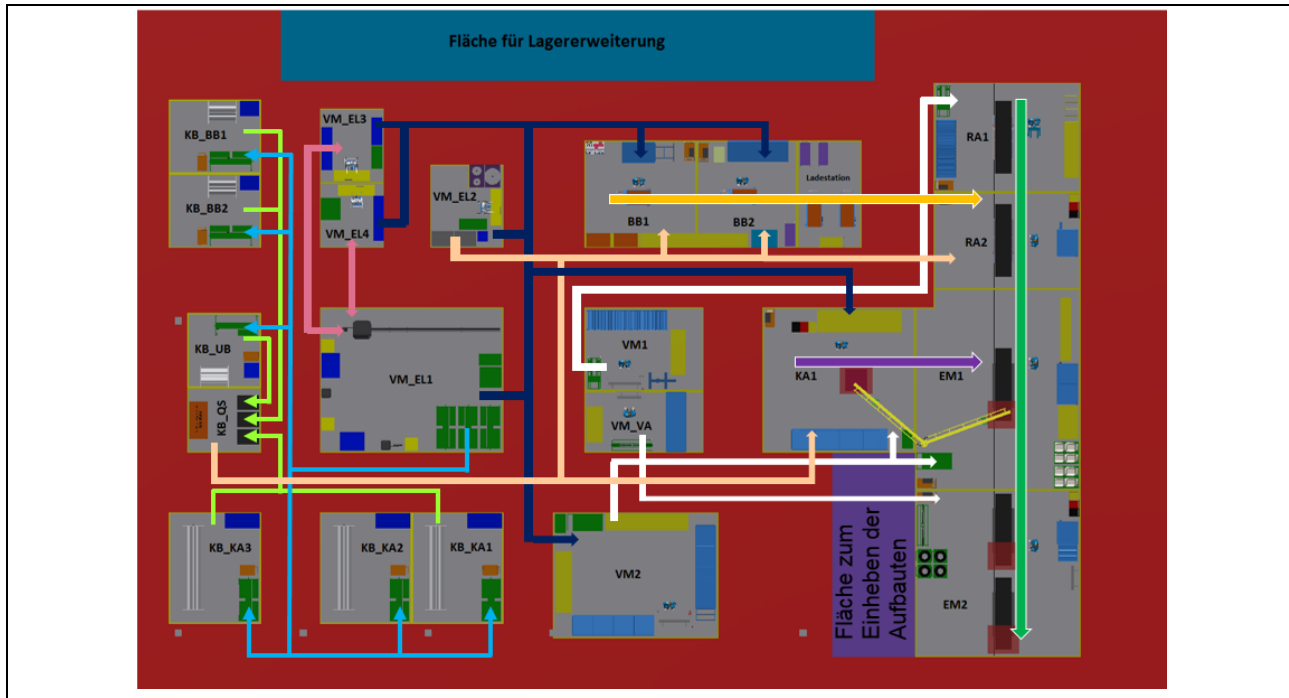 Fläche für Lagererweiterung
KB_BB1
KB_BB2
VM_EL3
VM_EL4
VM_EL2
BB1
BB2
Ladestation
RA1
RA2
KB_UB
KB_QS
VM_EL1
VM1
VM_VA
KA1
EM1
KB_KA3
KB_KA2
KB_KA1
VM2
Fläche zum
Einheben der
Aufbauten
EM2